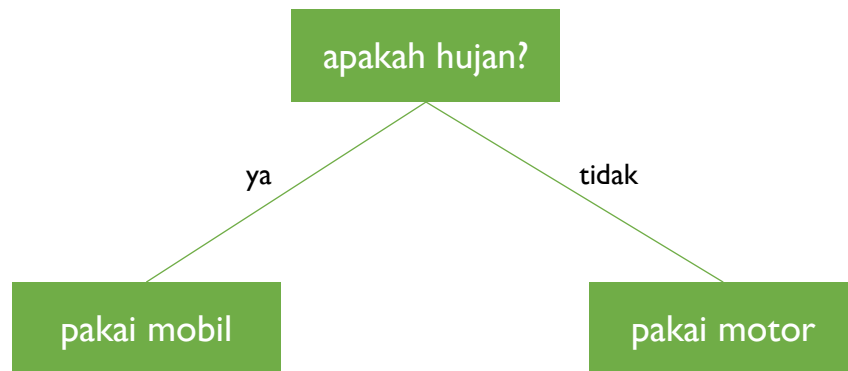 apakah hujan?
ya
tidak
pakai mobil
pakai motor